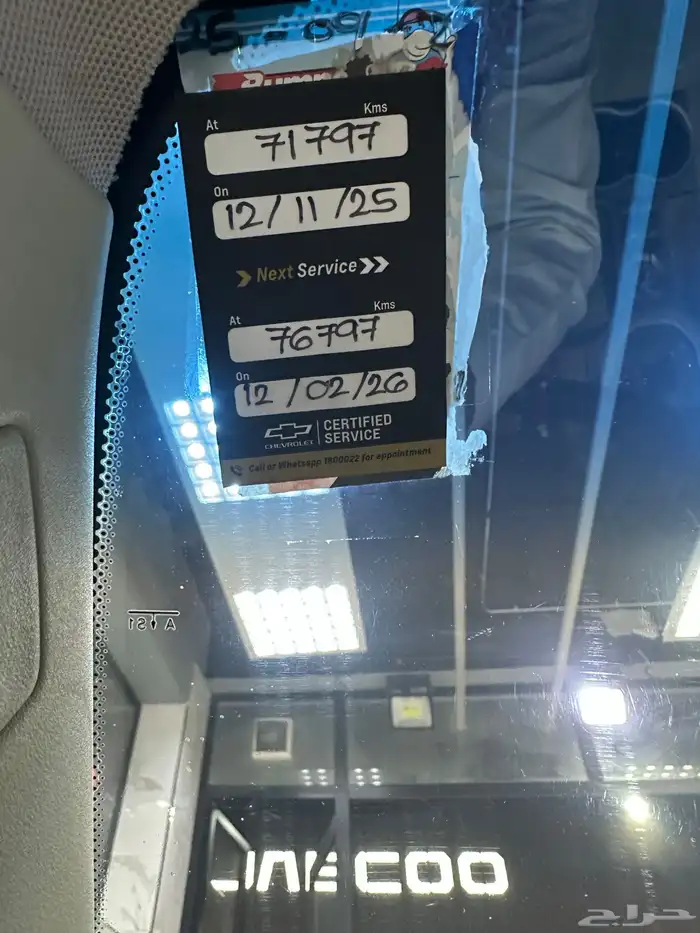 At Kms
71797
On
12/11/25
Next Service
At Kms
76797
On
12/02/26
CHEVROLET
CERTIFIED
SERVICE
Call or Whatsapp 1800022 for appointment
A S1
JAECOO
حراج